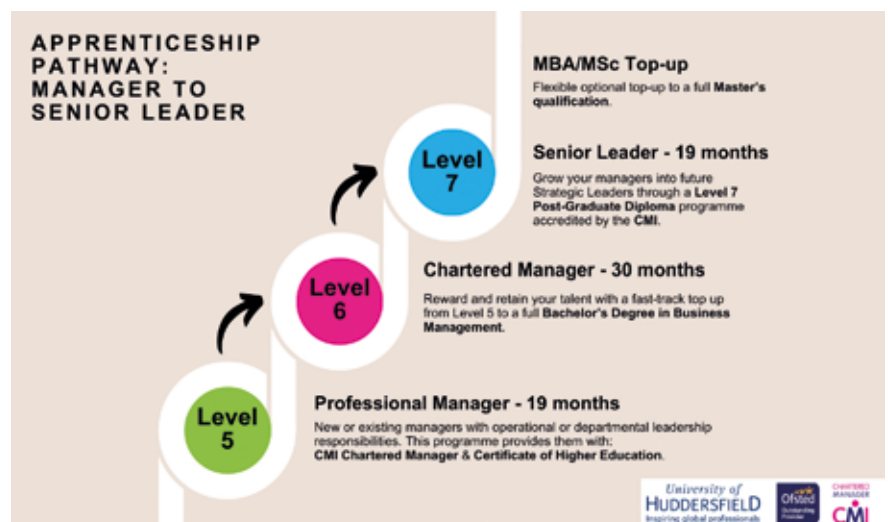 APPRENTICESHIP
PATHWAY:
MANAGER TO
SENIOR LEADER
MBA/MSc Top-up
Flexible optional top-up to a full Master's
qualification.
Level
7
Senior Leader - 19 months
Grow your managers into future
Strategic Leaders through a Level 7
Post-Graduate Diploma programme
accredited by the CMI.
Level
6
Chartered Manager - 30 months
Reward and retain your talent with a fast-track top up
from Level 5 to a full Bachelor's Degree in Business
Management.
Level
5
Professional Manager - 19 months
New or existing managers with operational or departmental leadership
responsibilities. This programme provides them with:
CMI Chartered Manager & Certificate of Higher Education.
University of
HUDDERSFIELD
Inspiring global professionals
Ofsted
Outstanding
Provider
CHARTERED
MANAGER
CMI